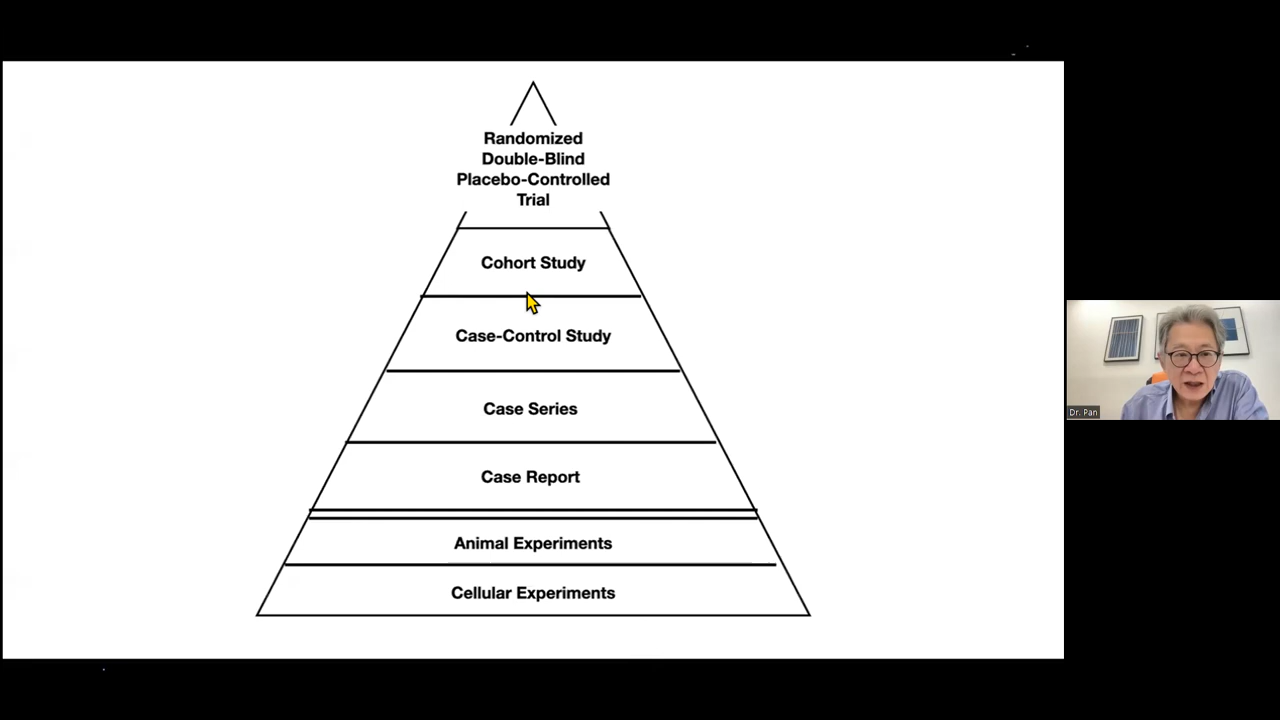 Randomized
Double-Blind
Placebo-Controlled
Trial
Cohort Study
Case-Control Study
Case Series
Case Report
Animal Experiments
Cellular Experiments
Dr. Pan